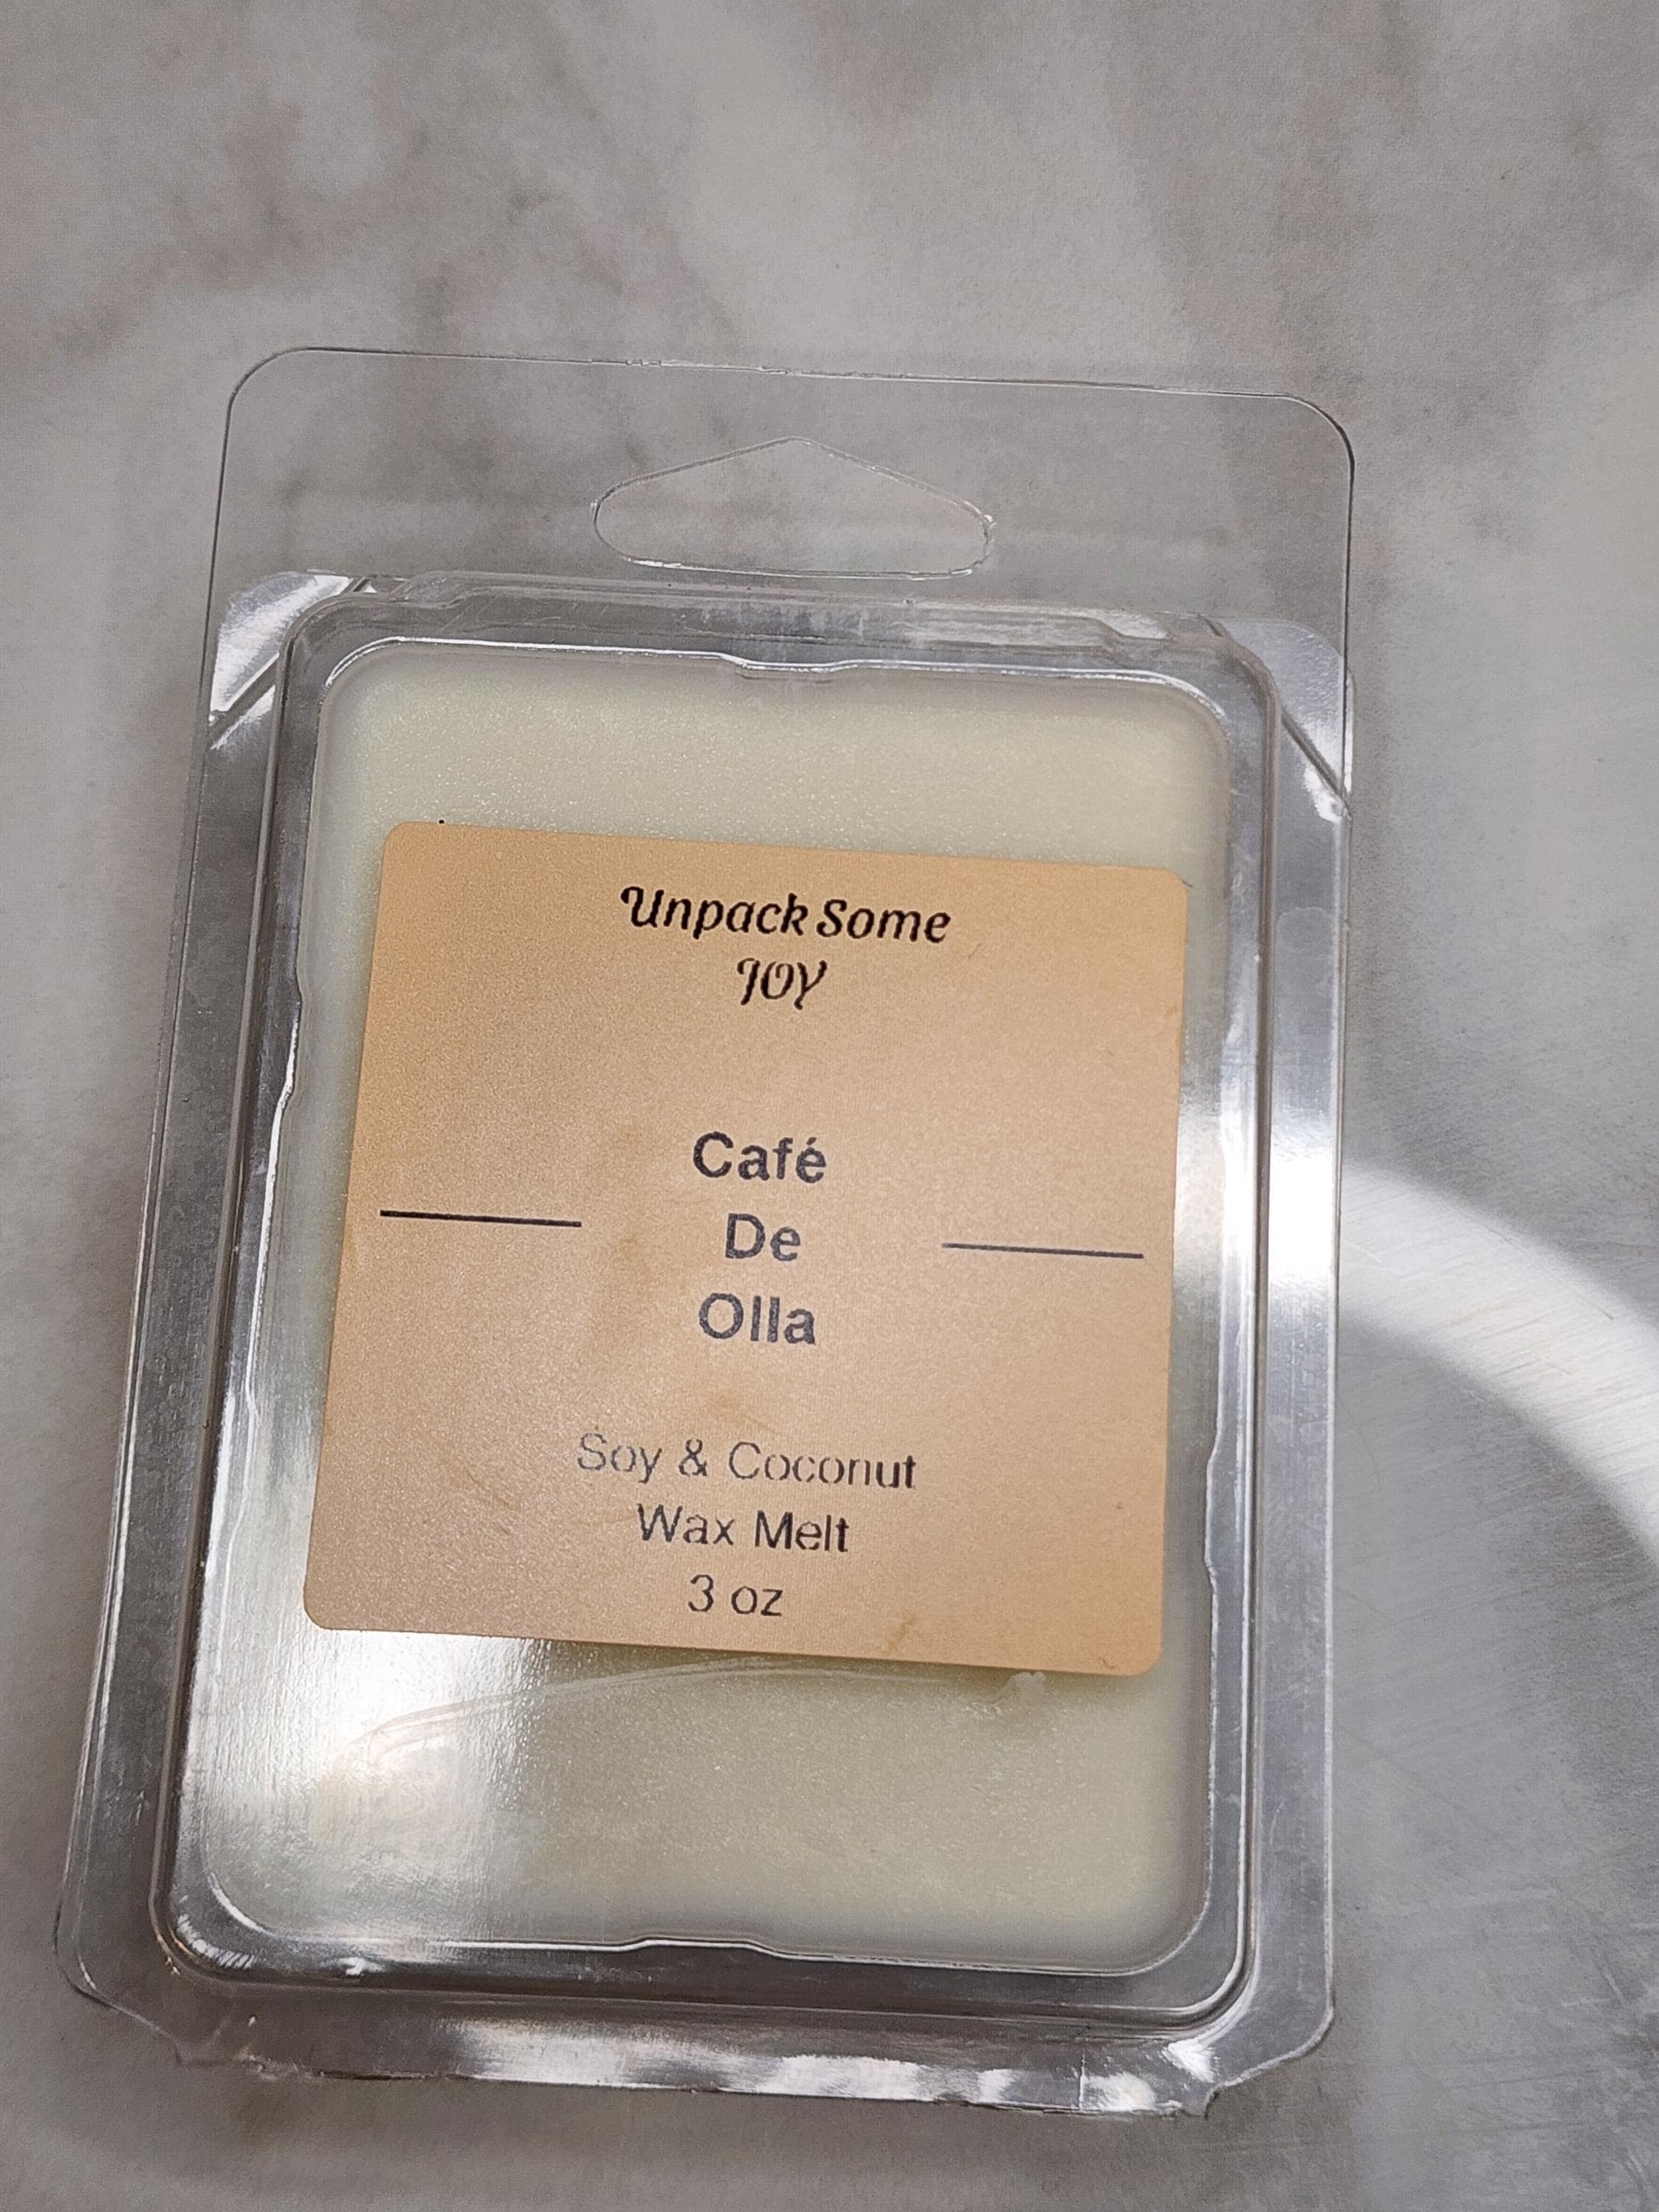 Unpack Some
JOY
Café
De
Olla
Soy & Coconut
Wax Melt
3 oz